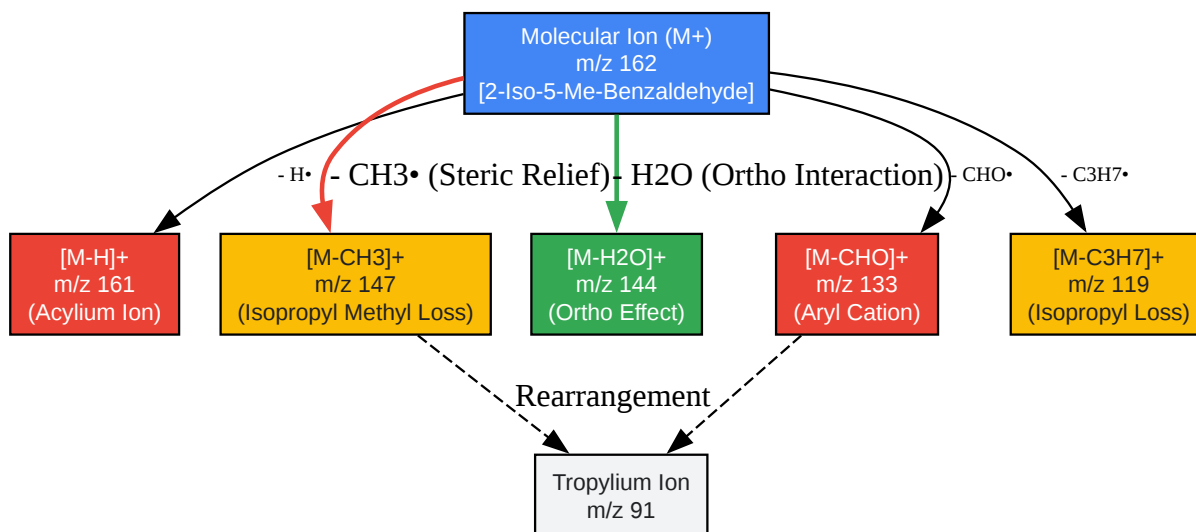 Molecular Ion (M+)
m/z 162
[2-Iso-5-Me-Benzaldehyde]
- H•
- CH3• (Steric Relief)
- H2O (Ortho Interaction)
- CHO•
- C3H7•
[M-H]+
m/z 161
(Acylium Ion)
[M-CH3]+
m/z 147
(Isopropyl Methyl Loss)
[M-H2O]+
m/z 144
(Ortho Effect)
[M-CHO]+
m/z 133
(Aryl Cation)
[M-C3H7]+
m/z 119
(Isopropyl Loss)
Rearrangement
Tropylium Ion
m/z 91